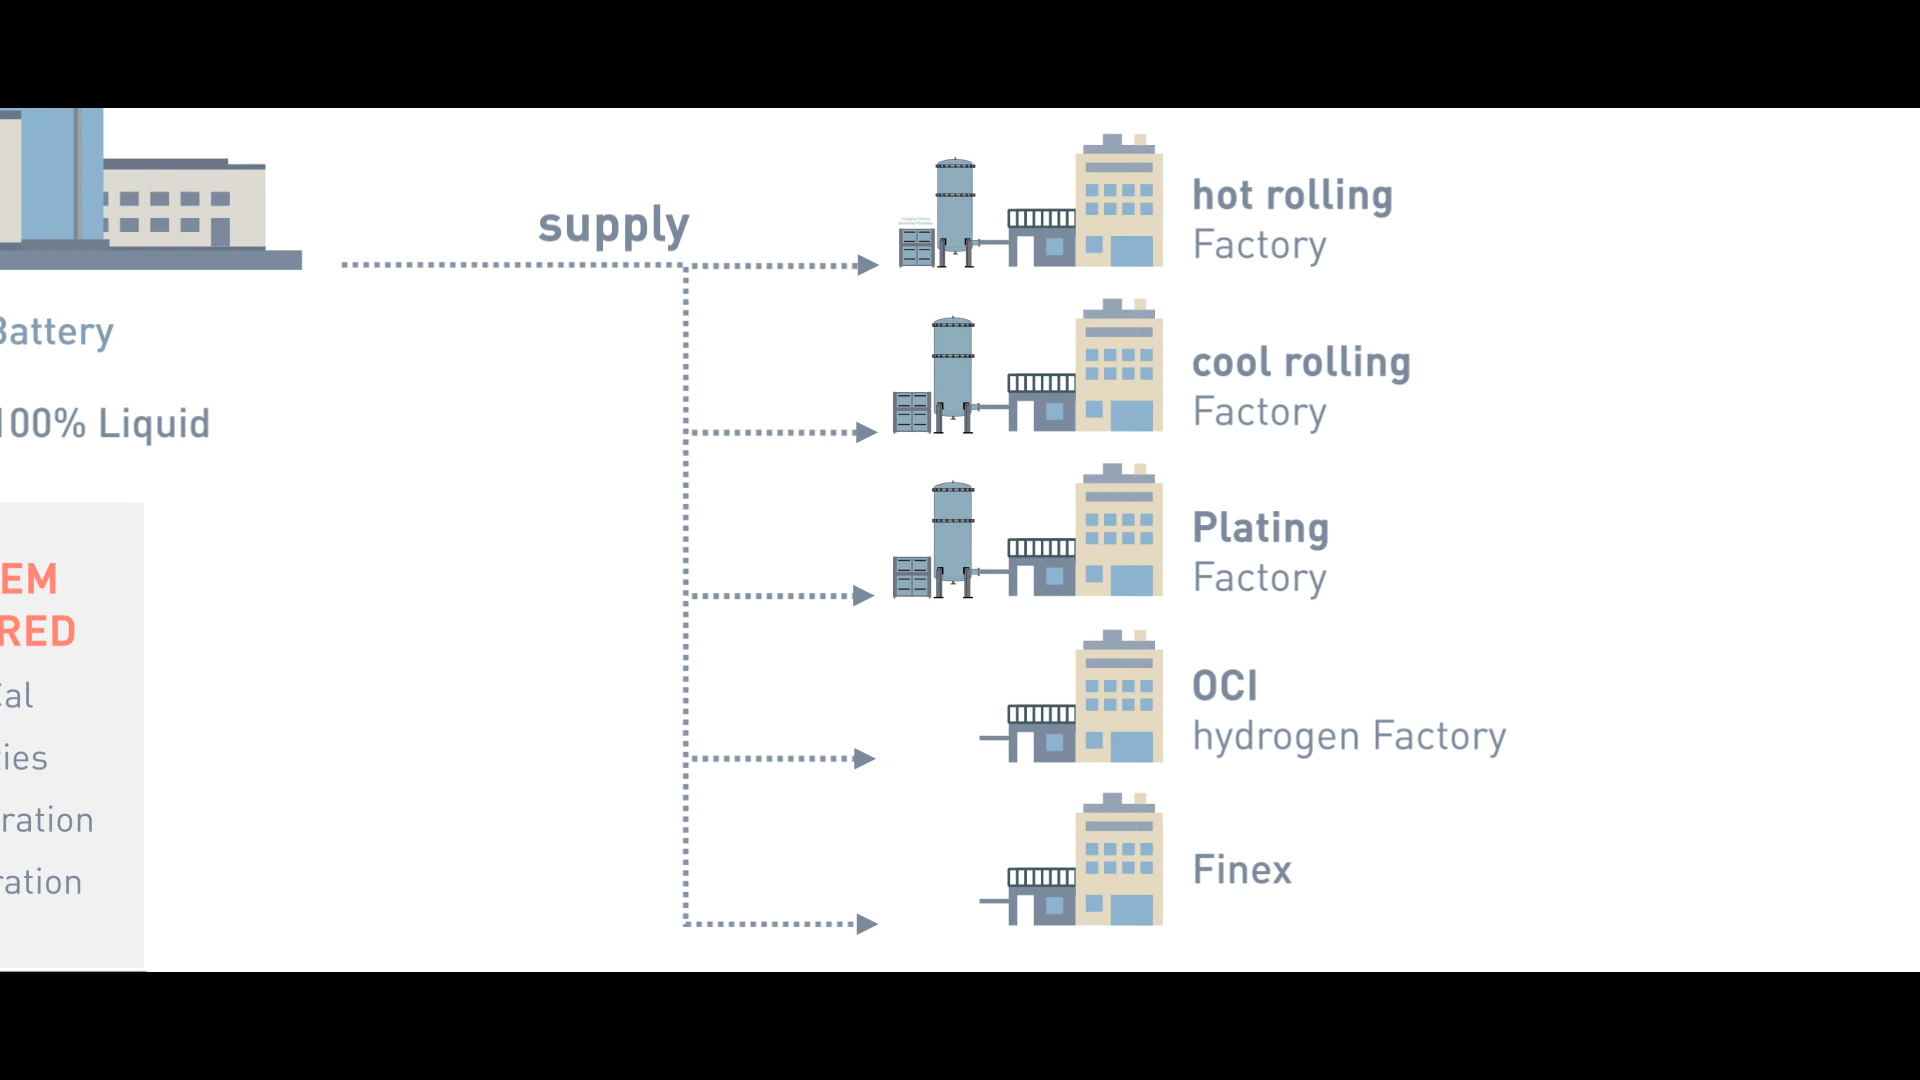 supply
Battery
100% Liquid
EM
RED
al
ies
ration
ration
hot rolling
Factory
cool rolling
Factory
Plating
Factory
OCI
hydrogen Factory
Finex